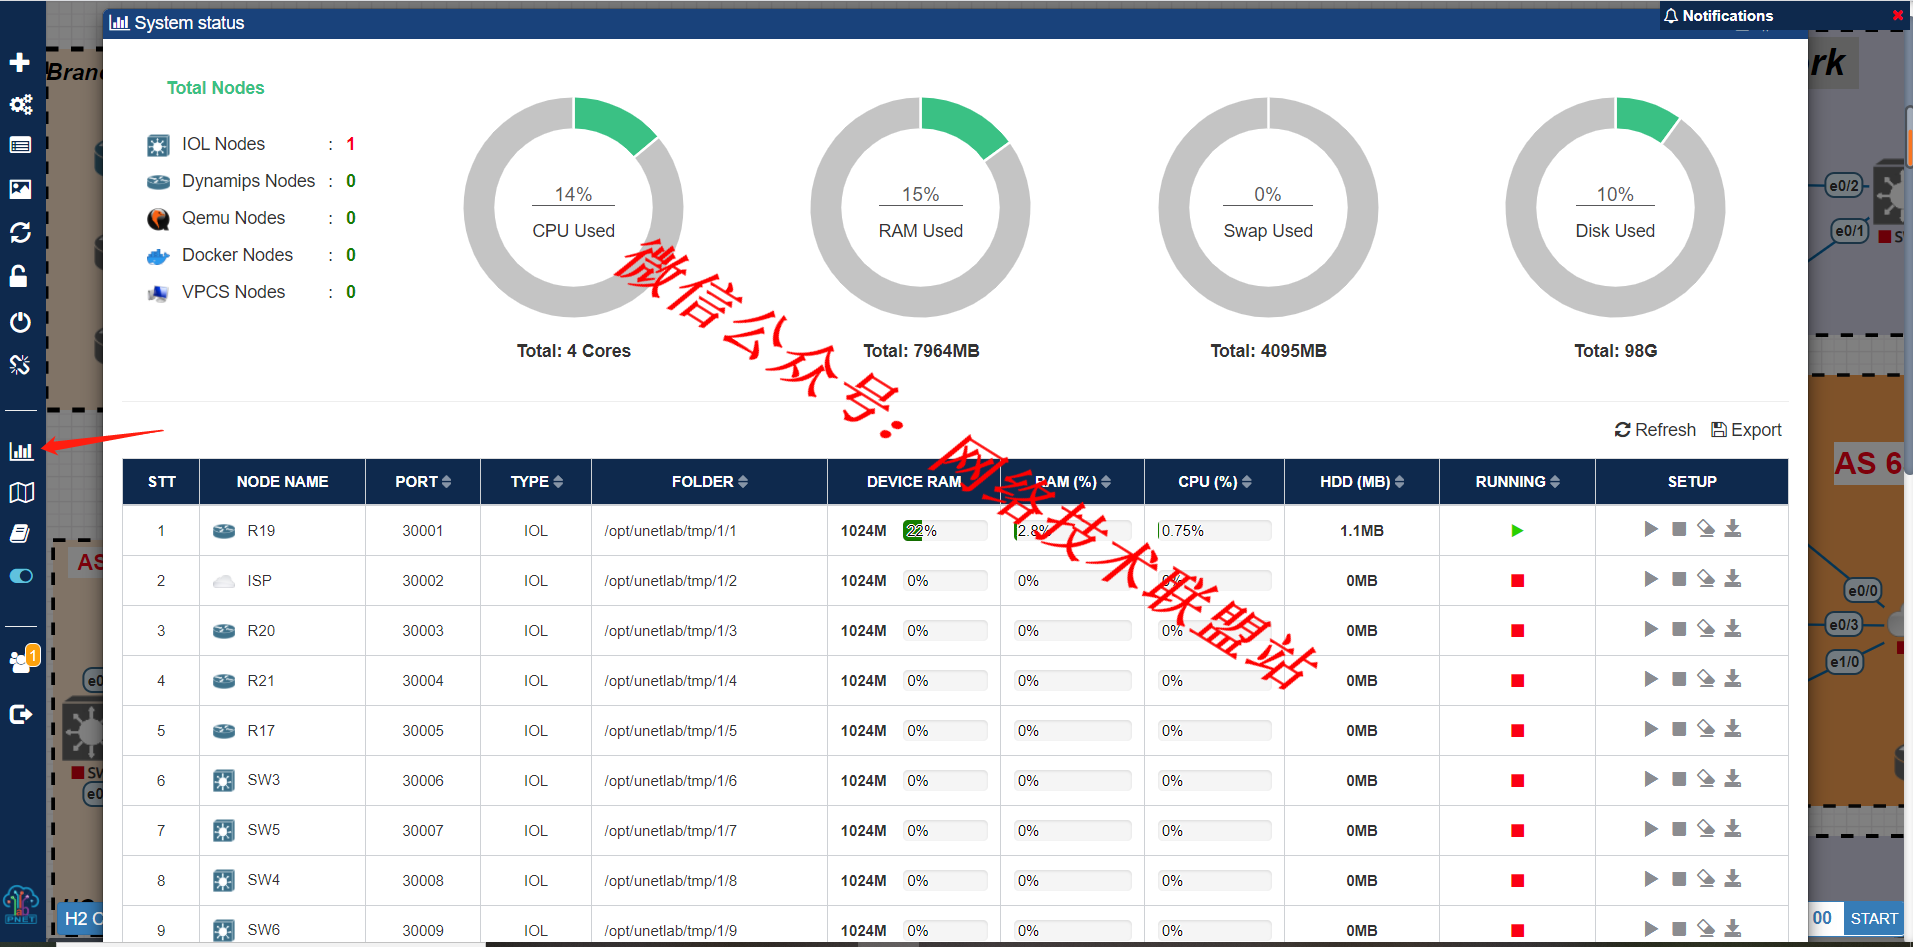 System status
Notifications
Total Nodes
IOL Nodes : 1
Dynamips Nodes : 0
Qemu Nodes : 0
Docker Nodes : 0
VPCS Nodes : 0
14%
CPU Used
Total: 4 Cores
15%
RAM Used
Total: 7964MB
0%
Swap Used
Total: 4095MB
10%
Disk Used
Total: 98G
微信公众号：网络技术联盟站
Refresh Export
STT NODE NAME PORT TYPE FOLDER DEVICE RAM RAM (%) CPU (%) HDD (MB) RUNNING SETUP
1 R19 30001 IOL /opt/unetlab/tmp/1/1 1024M 22% 2.8% 0.75% 1.1MB
2 ISP 30002 IOL /opt/unetlab/tmp/1/2 1024M 0% 0% 0% 0MB
3 R20 30003 IOL /opt/unetlab/tmp/1/3 1024M 0% 0% 0% 0MB
4 R21 30004 IOL /opt/unetlab/tmp/1/4 1024M 0% 0% 0% 0MB
5 R17 30005 IOL /opt/unetlab/tmp/1/5 1024M 0% 0% 0% 0MB
6 SW3 30006 IOL /opt/unetlab/tmp/1/6 1024M 0% 0% 0% 0MB
7 SW5 30007 IOL /opt/unetlab/tmp/1/7 1024M 0% 0% 0% 0MB
8 SW4 30008 IOL /opt/unetlab/tmp/1/8 1024M 0% 0% 0% 0MB
9 SW6 30009 IOL /opt/unetlab/tmp/1/9 1024M 0% 0% 0% 0MB
1
PNET
AS
H2 C
e0/2
e0/1
AS 6
e0/0
e0/3
e1/0
00 START